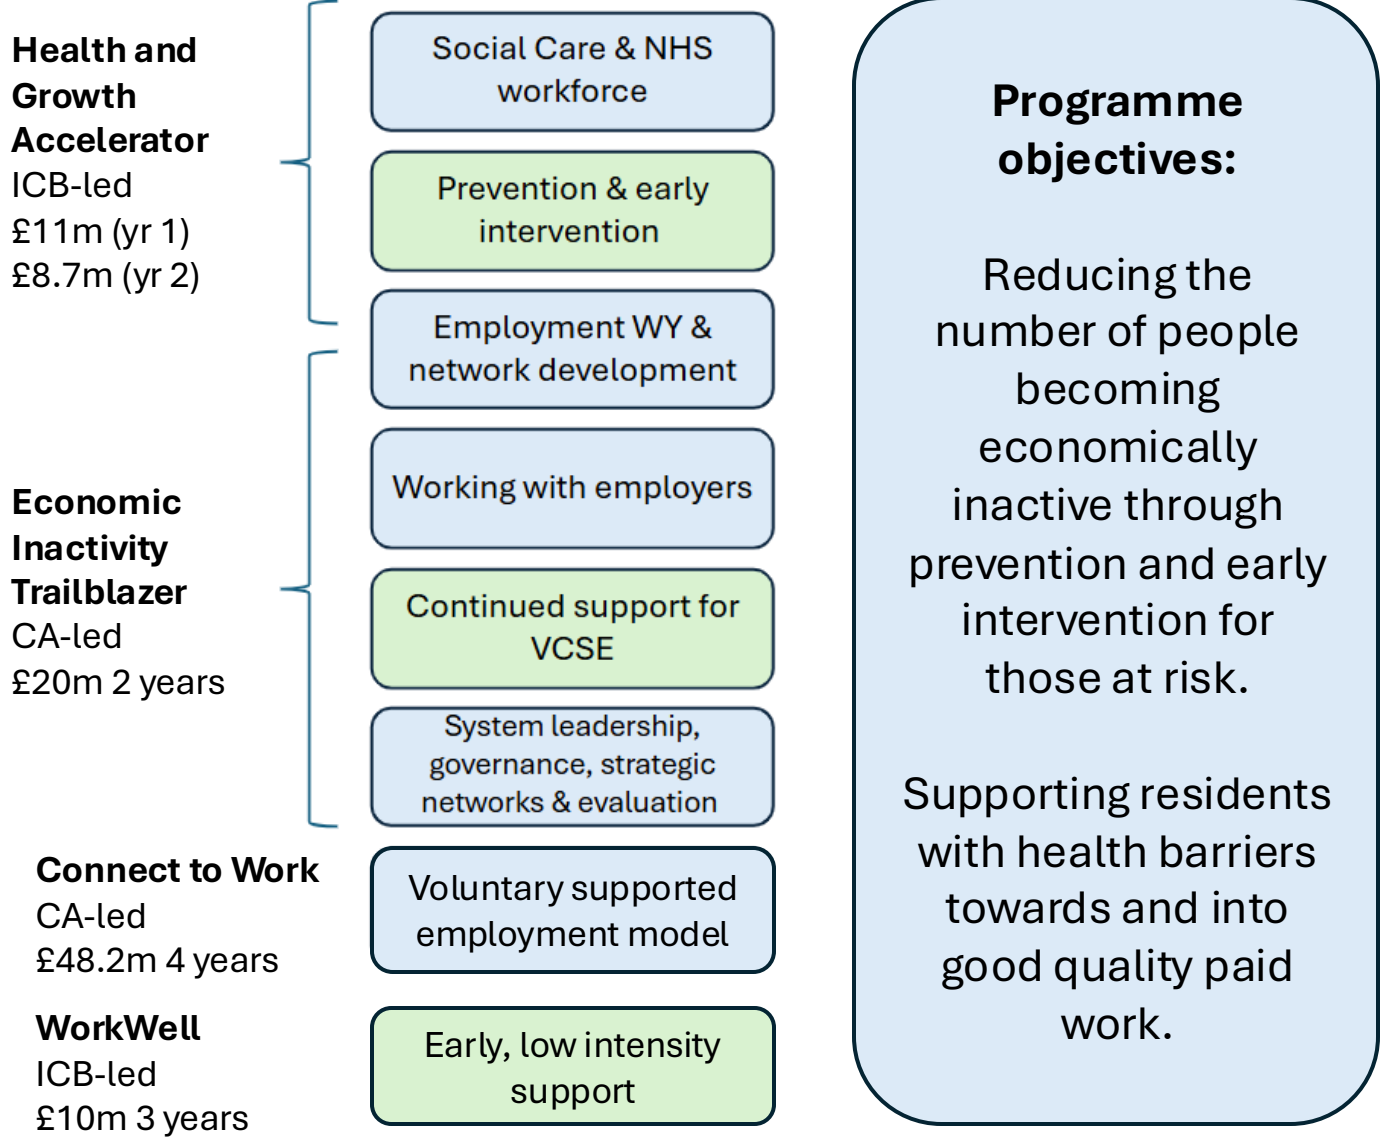 Health and
Growth
Accelerator
ICB-led
£11m (yr 1)
£8.7m (yr 2)
Social Care & NHS
workforce
Prevention & early
intervention
Employment WY &
network development
Economic
Inactivity
Trailblazer
CA-led
£20m 2 years
Working with employers
Continued support for
VCSE
System leadership,
governance, strategic
networks & evaluation
Connect to Work
CA-led
£48.2m 4 years
Voluntary supported
employment model
WorkWell
ICB-led
£10m 3 years
Early, low intensity
support
Programme
objectives:
Reducing the
number of people
becoming
economically
inactive through
prevention and early
intervention for
those at risk.
Supporting residents
with health barriers
towards and into
good quality paid
work.